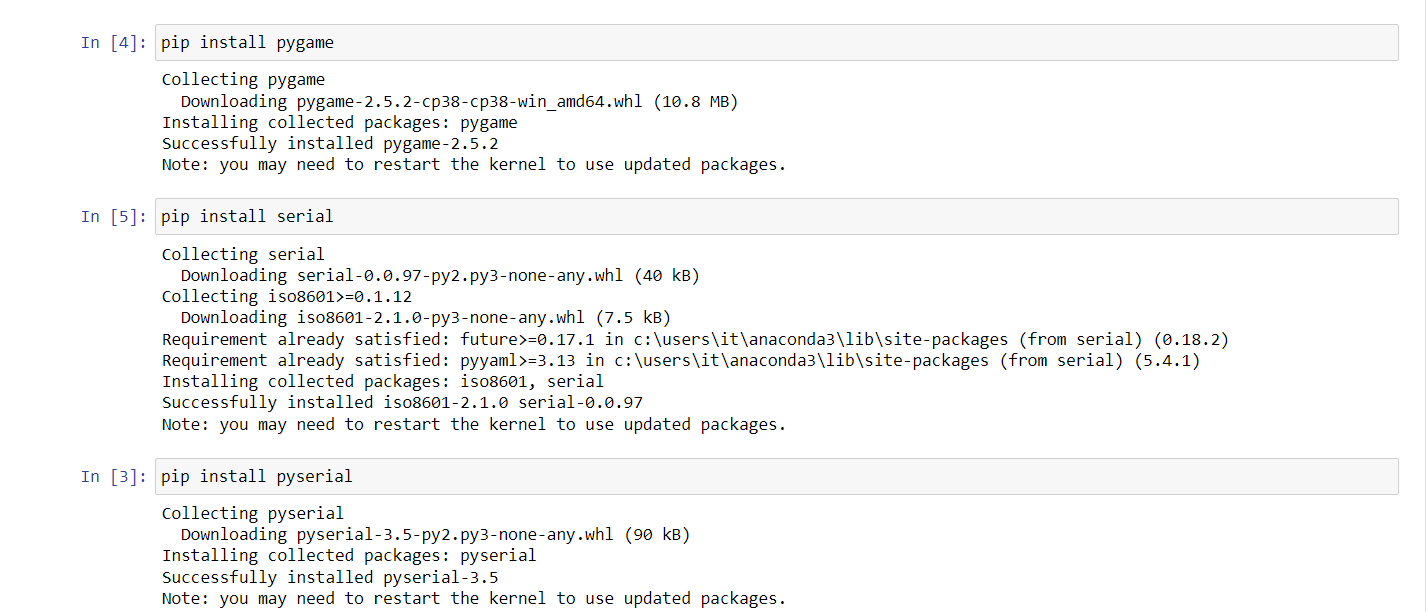 In [4]: pip install pygame
Collecting pygame
  Downloading pygame-2.5.2-cp38-cp38-win_amd64.whl (10.8 MB)
Installing collected packages: pygame
Successfully installed pygame-2.5.2
Note: you may need to restart the kernel to use updated packages.
In [5]: pip install serial
Collecting serial
  Downloading serial-0.0.97-py2.py3-none-any.whl (40 kB)
Collecting iso8601>=0.1.12
  Downloading iso8601-2.1.0-py3-none-any.whl (7.5 kB)
Requirement already satisfied: future>=0.17.1 in c:\users\it\anaconda3\lib\site-packages (from serial) (0.18.2)
Requirement already satisfied: pyyaml>=3.13 in c:\users\it\anaconda3\lib\site-packages (from serial) (5.4.1)
Installing collected packages: iso8601, serial
Successfully installed iso8601-2.1.0 serial-0.0.97
Note: you may need to restart the kernel to use updated packages.
In [3]: pip install pyserial
Collecting pyserial
  Downloading pyserial-3.5-py2.py3-none-any.whl (90 kB)
Installing collected packages: pyserial
Successfully installed pyserial-3.5
Note: you may need to restart the kernel to use updated packages.